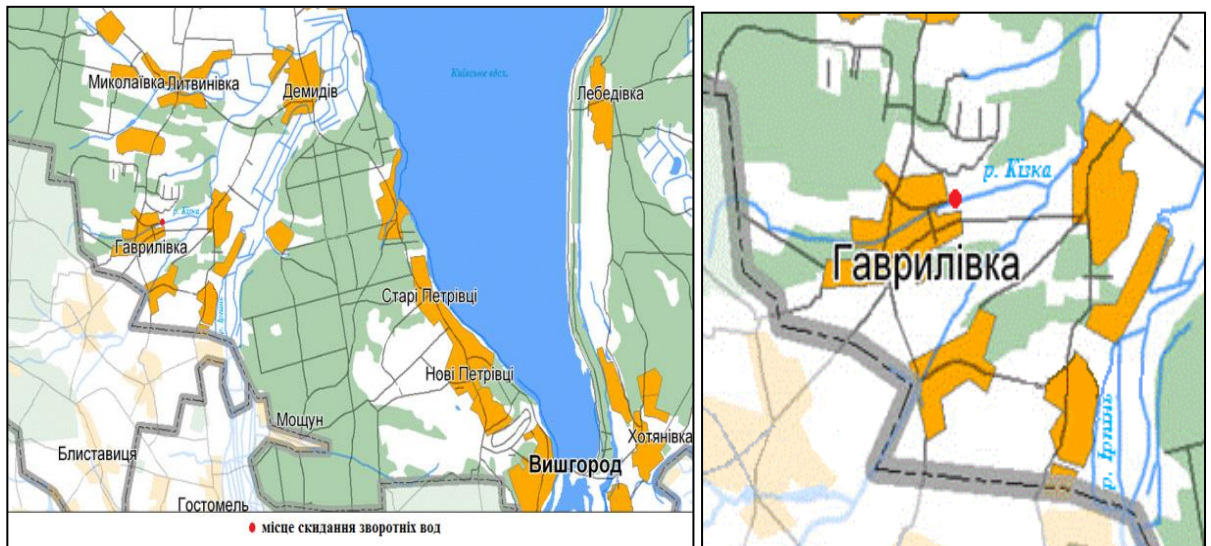 Київське вдсх.
Миколаївка
Литвинівка
Демидів
Лебедівка
р. Кізка
Гаврилівка
р. Ірпінь
Старі Петрівці
Нові Петрівці
Мощун
Хотянівка
Блиставиця
Вишгород
Гостомель
місце скидання зворотніх вод
р. Кізка
Гаврилівка
р. Ірпінь